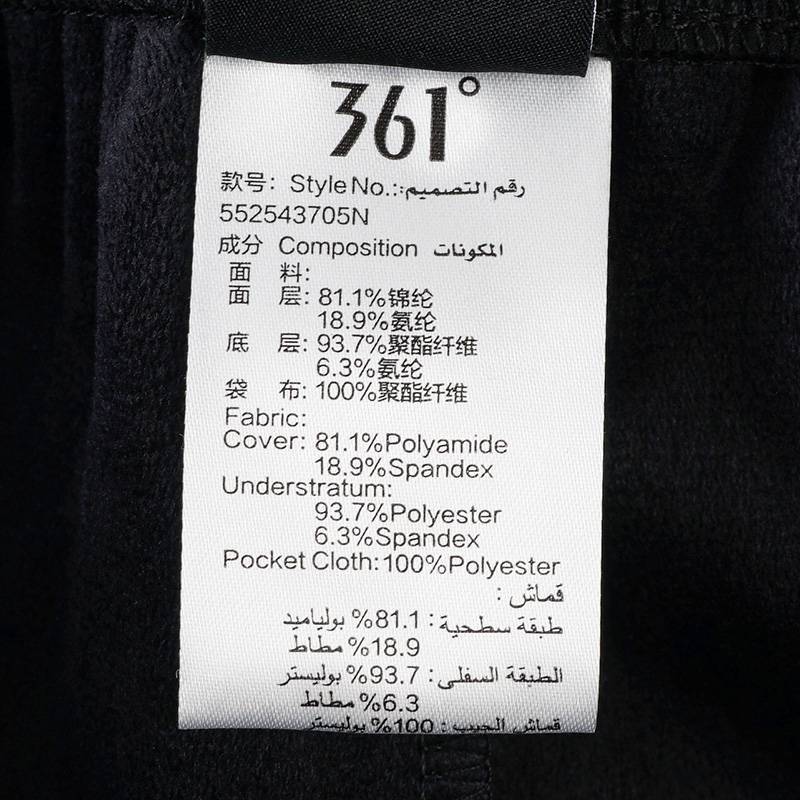 361°
款号: Style No.: رقم التصميم:
552543705N
成分 Composition المكونات
面 料:
面 层: 81.1%锦纶
18.9%氨纶
底 层: 93.7%聚酯纤维
6.3%氨纶
袋 布: 100%聚酯纤维
Fabric:
Cover: 81.1%Polyamide
18.9%Spandex
Understratum:
93.7%Polyester
6.3%Spandex
Pocket Cloth:100%Polyester
قماش :
طبقة سطحية : 81.1% بولياميد
18.9% مطاط
الطبقة السفلى : 93.7% بوليستر
6.3% مطاط
قماش الجيب : 100% بوليستر